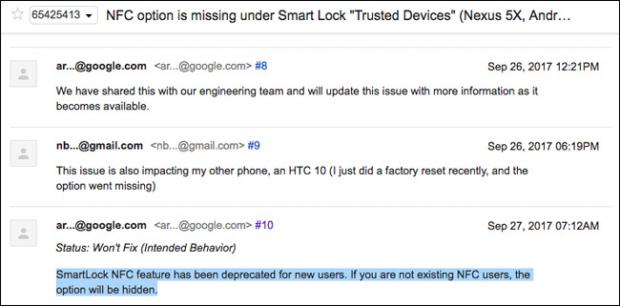 65425413 NFC option is missing under Smart Lock "Trusted Devices" (Nexus 5X, Andr…
ar...@google.com <ar...@google.com> #8 Sep 26, 2017 12:21PM
We have shared this with our engineering team and will update this issue with more information as it
becomes available.
nb...@gmail.com <nb...@gmail.com> #9 Sep 26, 2017 06:19PM
This issue is also impacting my other phone, an HTC 10 (I just did a factory reset recently, and the
option went missing)
ar...@google.com <ar...@google.com> #10 Sep 27, 2017 07:12AM
Status: Won't Fix (Intended Behavior)
SmartLock NFC feature has been deprecated for new users. If you are not existing NFC users, the
option will be hidden.